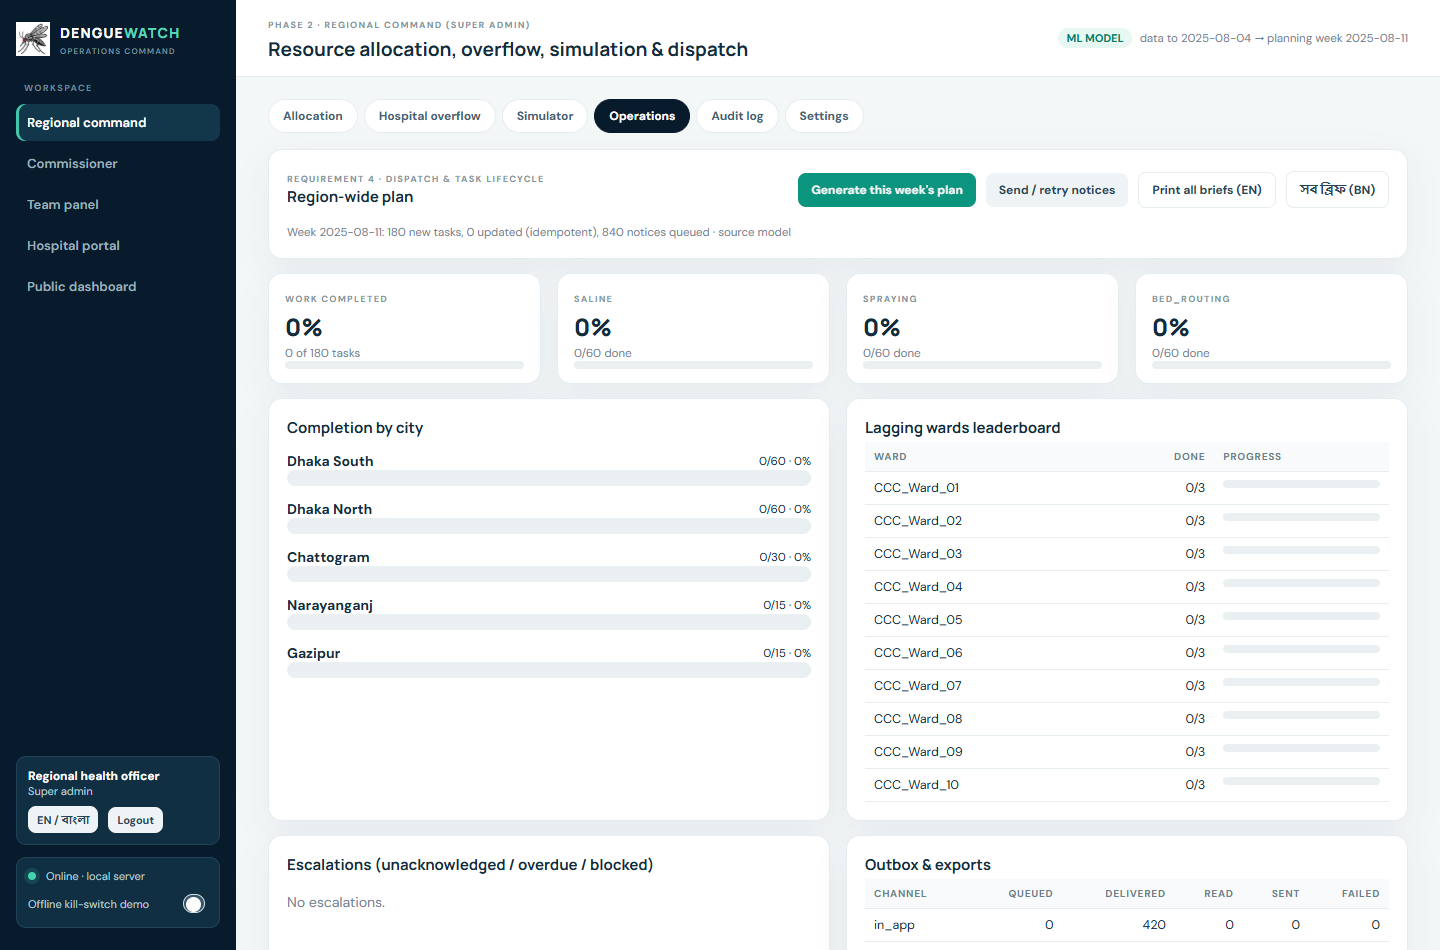 DENGUEWATCH
OPERATIONS COMMAND
WORKSPACE
Regional command
Commissioner
Team panel
Hospital portal
Public dashboard
Regional health officer
Super admin
EN / বাংলা
Logout
Online · local server
Offline kill-switch demo
PHASE 2 · REGIONAL COMMAND (SUPER ADMIN)
Resource allocation, overflow, simulation & dispatch
ML MODEL data to 2025-08-04 → planning week 2025-08-11
Allocation Hospital overflow Simulator Operations Audit log Settings
REQUIREMENT 4 · DISPATCH & TASK LIFECYCLE
Region-wide plan
Generate this week's plan Send / retry notices Print all briefs (EN) সব ব্রিফ (BN)
Week 2025-08-11: 180 new tasks, 0 updated (idempotent), 840 notices queued · source model
WORK COMPLETED
0%
0 of 180 tasks
SALINE
0%
0/60 done
SPRAYING
0%
0/60 done
BED_ROUTING
0%
0/60 done
Completion by city
Dhaka South 0/60 · 0%
Dhaka North 0/60 · 0%
Chattogram 0/30 · 0%
Narayanganj 0/15 · 0%
Gazipur 0/15 · 0%
Lagging wards leaderboard
WARD DONE PROGRESS
CCC_Ward_01 0/3
CCC_Ward_02 0/3
CCC_Ward_03 0/3
CCC_Ward_04 0/3
CCC_Ward_05 0/3
CCC_Ward_06 0/3
CCC_Ward_07 0/3
CCC_Ward_08 0/3
CCC_Ward_09 0/3
CCC_Ward_10 0/3
Escalations (unacknowledged / overdue / blocked)
No escalations.
Outbox & exports
CHANNEL QUEUED DELIVERED READ SENT FAILED
in_app 0 420 0 0 0